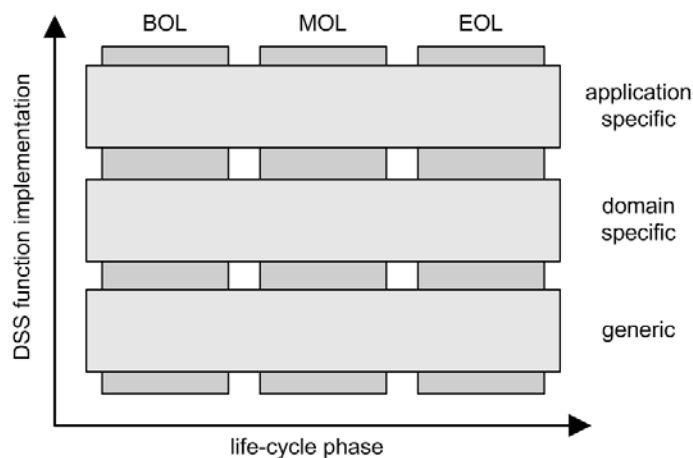 BOL MOL EOL
application
specific
domain
specific
generic
DSS function implementation
life-cycle phase